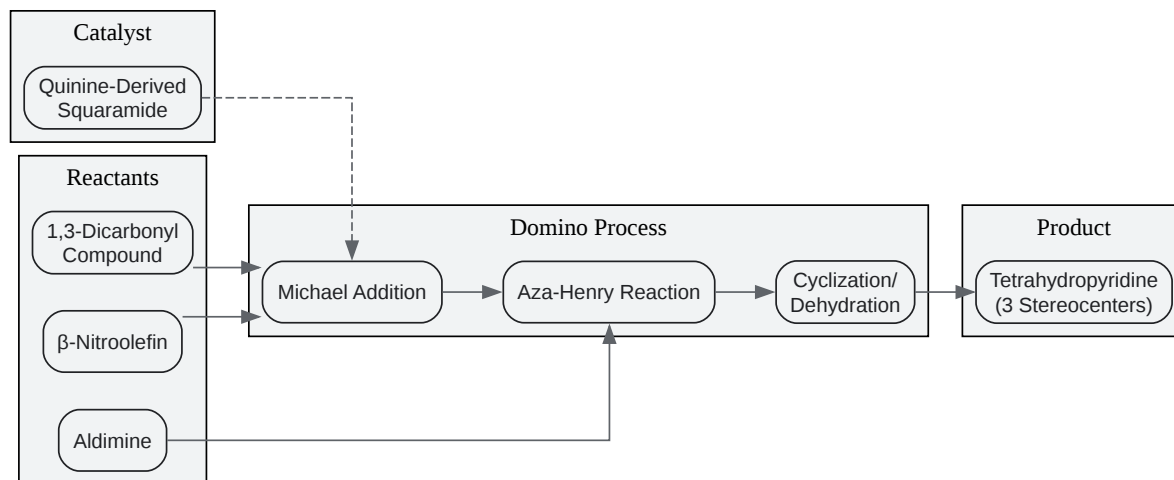 Catalyst
Quinine-Derived
Squaramide
Reactants
1,3-Dicarbonyl
Compound
β-Nitroolefin
Aldimine
Domino Process
Michael Addition
Aza-Henry Reaction
Cyclization/
Dehydration
Product
Tetrahydropyridine
(3 Stereocenters)